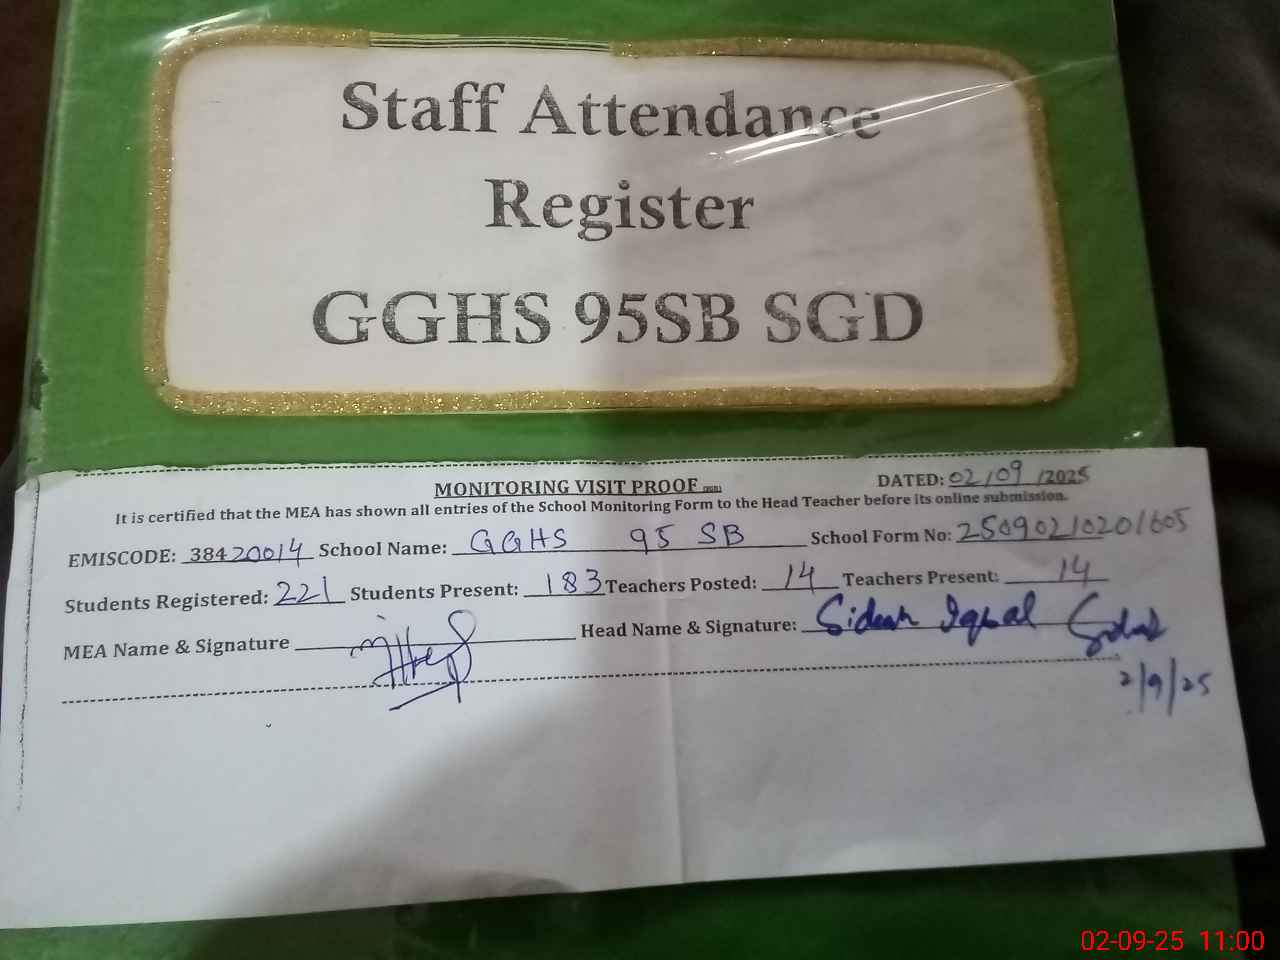 Staff Attendance
Register
GGHS 95SB SGD
MONITORING VISIT PROOF
DATED: 02/09/2025
It is certified that the MEA has shown all entries of the School Monitoring Form to the Head Teacher before its online submission.
EMISCODE: 38420014 School Name: GGHS 95 SB School Form No: 25090210201605
Students Registered: 221 Students Present: 183 Teachers Posted: 14 Teachers Present: 14
MEA Name & Signature Head Name & Signature: Iqbal
2/9/25
02-09-25 11:00